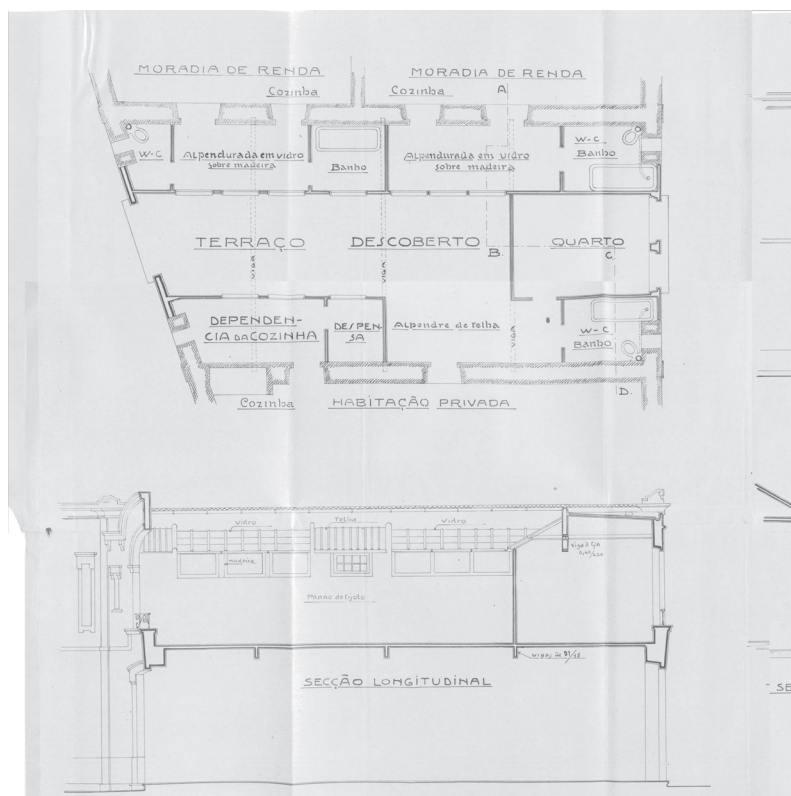 MORADIA DE RENDA
MORADIA DE RENDA
Cozinha
Cozinha
A
W-C
Alpendurada em vidro
sobre madeira
Banho
Alpendurada em vidro
sobre madeira
W-C
Banho
TERRAÇO
DESCOBERTO
QUARTO
B.
C.
VIGA
VIGA
DEPENDEN-
CIA DA COZINHA
DESPEN-
SA
Alpendre de telha
VIGA
W-C
Banho
Cozinha
HABITAÇÃO PRIVADA
D.
Vidro
Telha
Vidro
madeira
Panno de tijolo
SECÇÃO LONGITUDINAL
SE